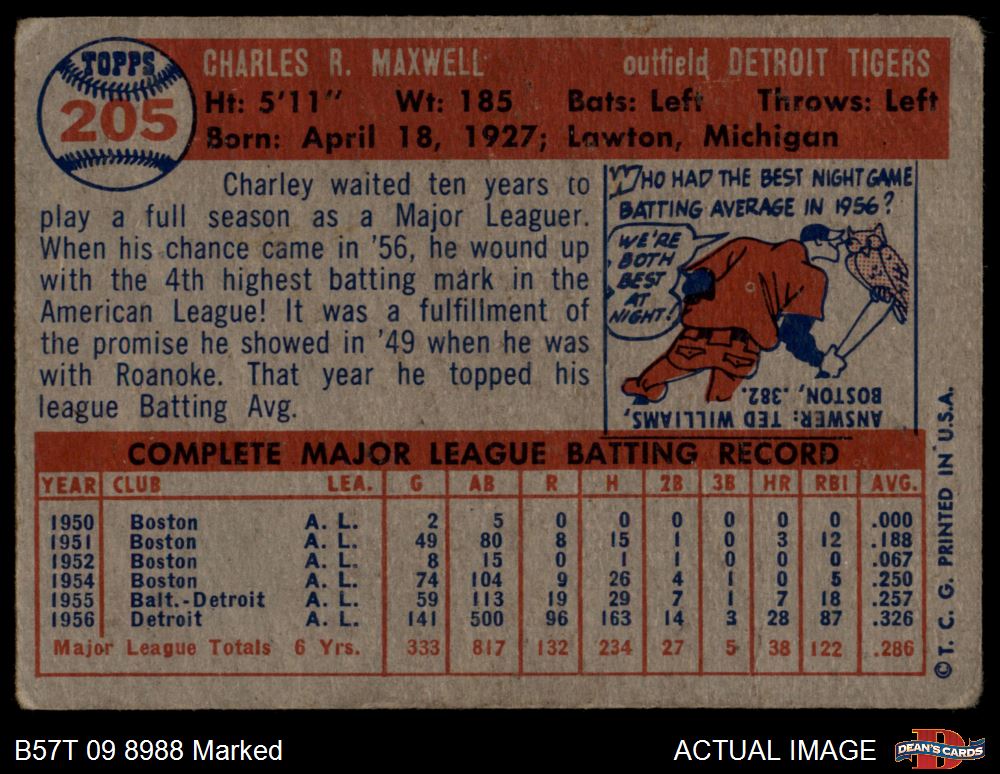 TOPPS
205
CHARLES R. MAXWELL outfield DETROIT TIGERS
Ht: 5'11" Wt: 185 Bats: Left Throws: Left
Born: April 18, 1927; Lawton, Michigan
Charley waited ten years to
play a full season as a Major Leaguer.
When his chance came in '56, he wound up
with the 4th highest batting mark in the
American League! It was a fulfillment of
the promise he showed in '49 when he was
with Roanoke. That year he topped his
league Batting Avg.
WHO HAD THE BEST NIGHT GAME
BATTING AVERAGE IN 1956?
WE'RE
BOTH
BEST
AT
NIGHT!
ANSWER: TED WILLIAMS,
BOSTON, .382.
COMPLETE MAJOR LEAGUE BATTING RECORD
YEAR CLUB LEA. G AB R H 2B 3B HR RBI AVG.
1950 Boston A. L. 2 5 0 0 0 0 0 0 .000
1951 Boston A. L. 49 80 8 15 1 0 3 12 .188
1952 Boston A. L. 8 15 0 1 1 0 0 0 .067
1954 Boston A. L. 74 104 9 26 4 1 0 5 .250
1955 Balt.-Detroit A. L. 59 113 19 29 7 1 7 18 .257
1956 Detroit A. L. 141 500 96 163 14 3 28 87 .326
Major League Totals 6 Yrs. 333 817 132 234 27 5 38 122 .286
© T. C. G. PRINTED IN U.S.A.
B57T 09 8988 Marked
ACTUAL IMAGE
D
DEAN'S CARDS